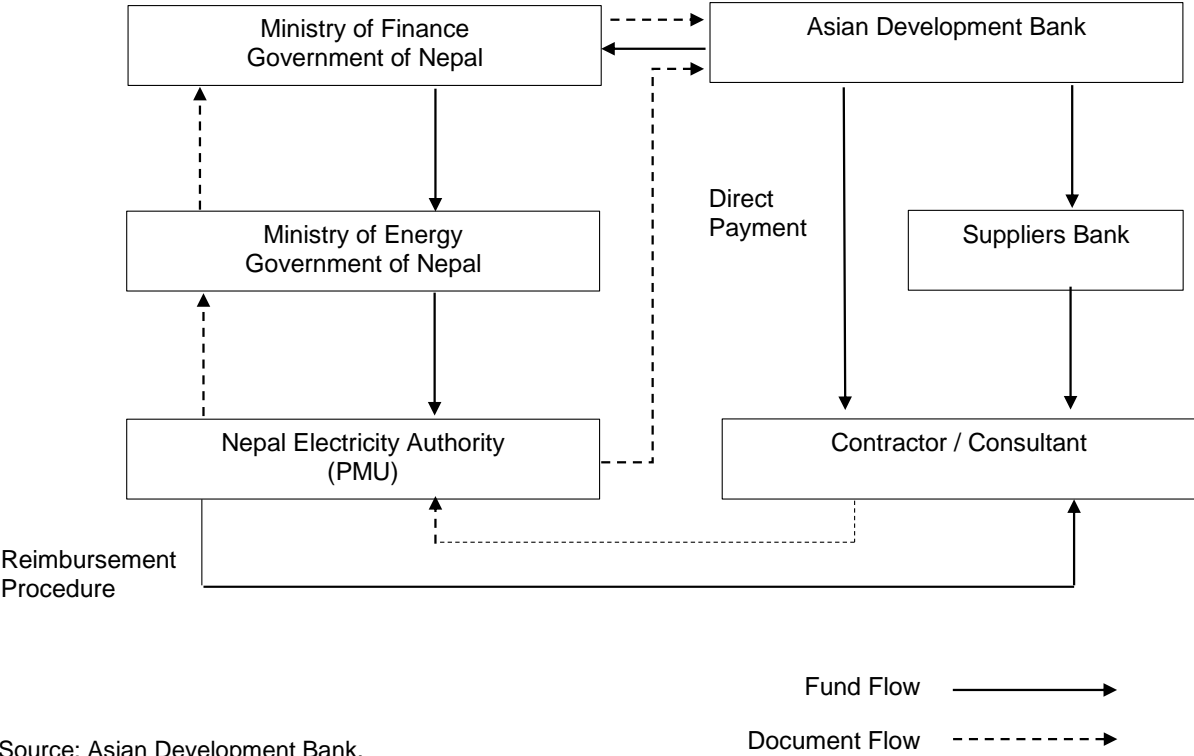 Ministry of Finance
Government of Nepal
Asian Development Bank
Direct
Payment
Ministry of Energy
Government of Nepal
Suppliers Bank
Nepal Electricity Authority
(PMU)
Contractor / Consultant
Reimbursement
Procedure
Fund Flow
Document Flow
Source: Asian Development Bank.